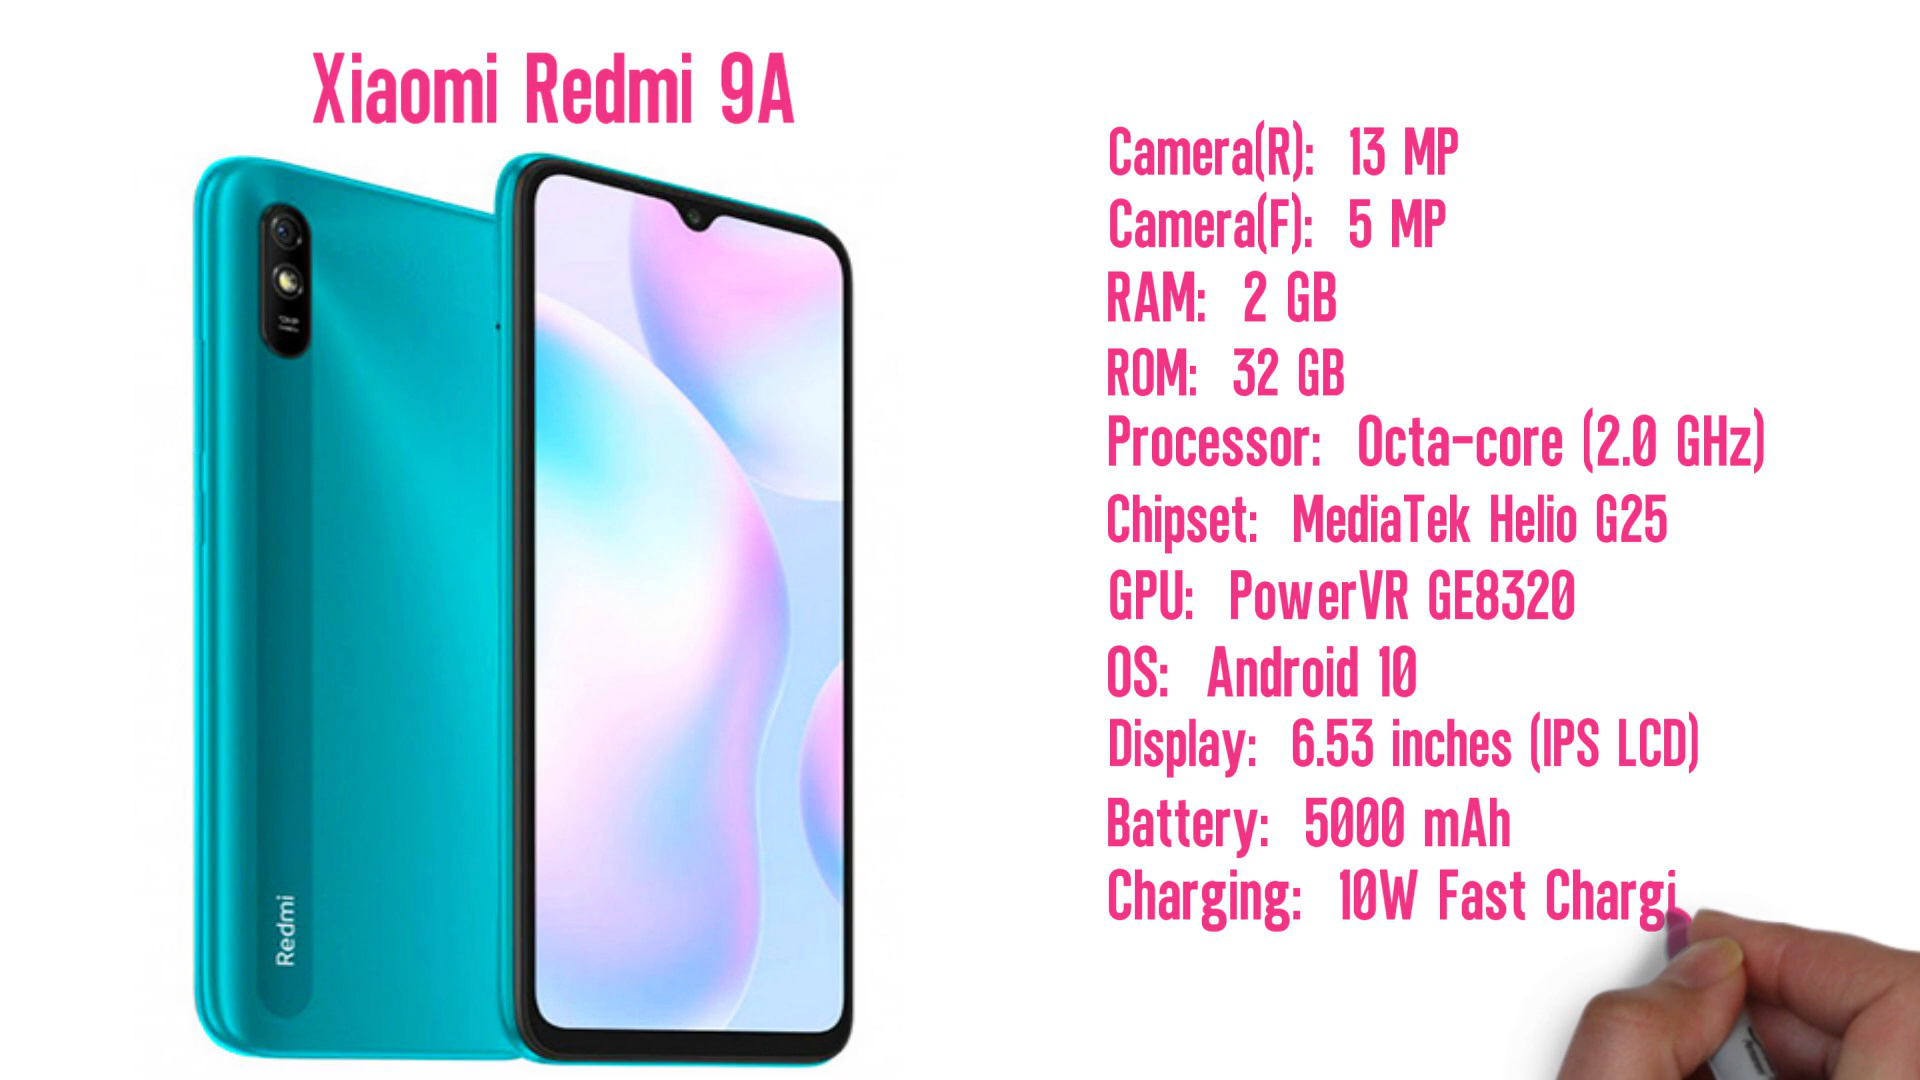 Xiaomi Redmi 9A
Camera(R): 13 MP
Camera(F): 5 MP
RAM: 2 GB
ROM: 32 GB
Processor: Octa-core (2.0 GHz)
Chipset: MediaTek Helio G25
GPU: PowerVR GE8320
OS: Android 10
Display: 6.53 inches (IPS LCD)
Battery: 5000 mAh
Charging: 10W Fast Chargi
Redmi